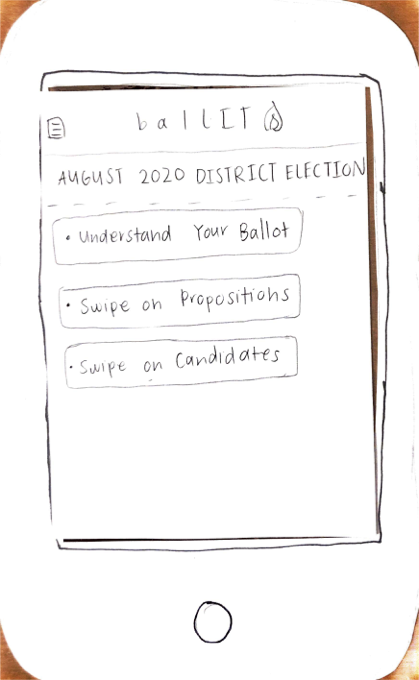 ballIT
AUGUST 2020 DISTRICT ELECTION
• Understand Your Ballot
• Swipe on Propositions
• Swipe on Candidates